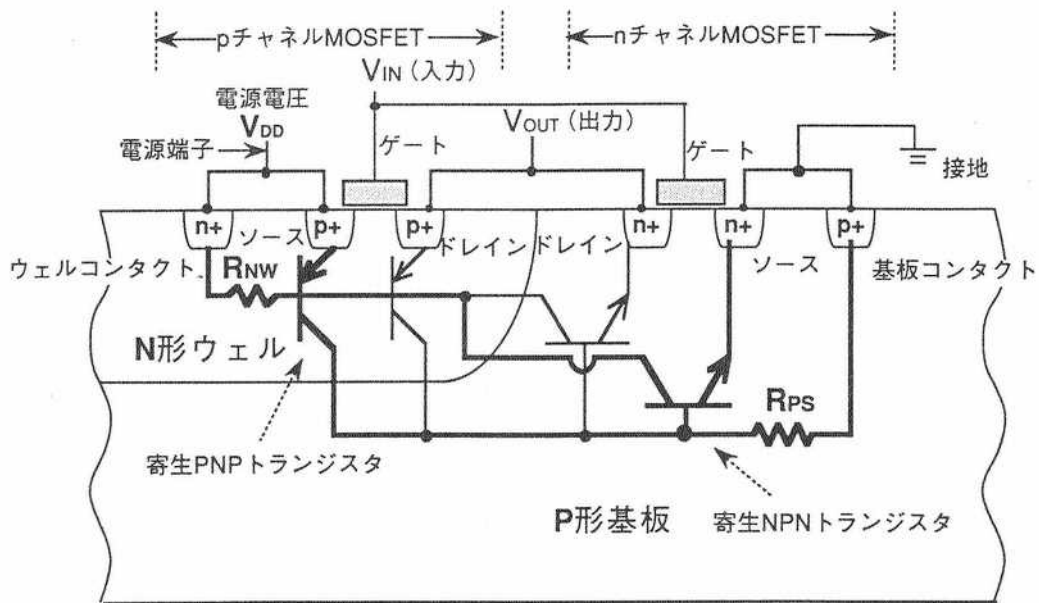 pチャネルMOSFET
nチャネルMOSFET
VIN (入力)
電源電圧
VDD
電源端子
ゲート
VOUT (出力)
ゲート
接地
n+
ソース
p+
p+
ドレイン
ドレイン
n+
n+
ソース
p+
ウェルコンタクト
RNW
基板コンタクト
N形ウェル
RPS
寄生PNPトランジスタ
P形基板
寄生NPNトランジスタ